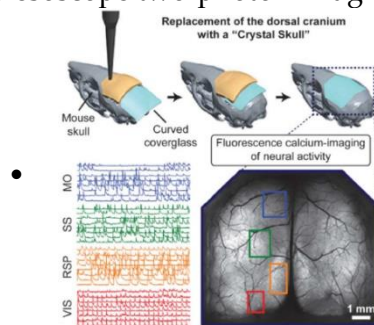 Replacement of the dorsal cranium
with a "Crystal Skull"
Mouse
skull
Curved
coverglass
Fluorescence calcium-imaging
of neural activity
MO
SS
RSP
VIS
1 mm